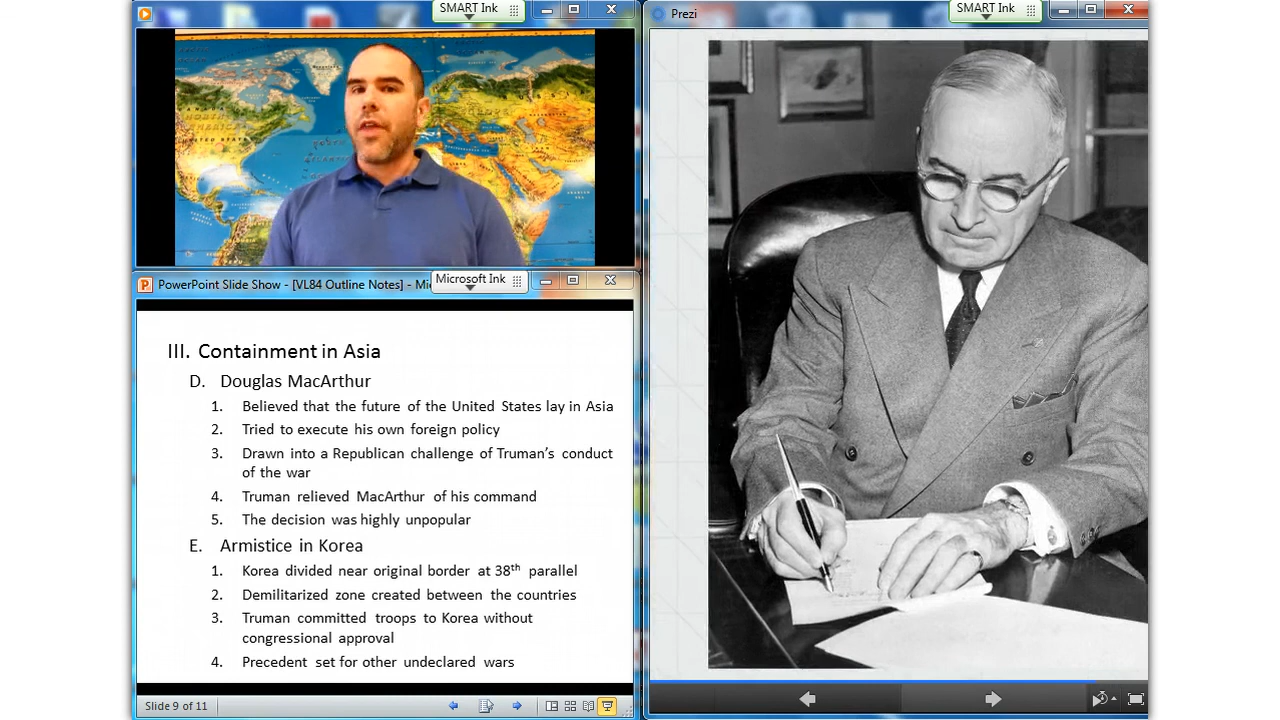 SMART Ink
SMART Ink
Prezi
PowerPoint Slide Show - [VL84 Outline Notes] - Mi
Microsoft Ink
III. Containment in Asia
D. Douglas MacArthur
1. Believed that the future of the United States lay in Asia
2. Tried to execute his own foreign policy
3. Drawn into a Republican challenge of Truman’s conduct
of the war
4. Truman relieved MacArthur of his command
5. The decision was highly unpopular
E. Armistice in Korea
1. Korea divided near original border at 38th parallel
2. Demilitarized zone created between the countries
3. Truman committed troops to Korea without
congressional approval
4. Precedent set for other undeclared wars
Slide 9 of 11